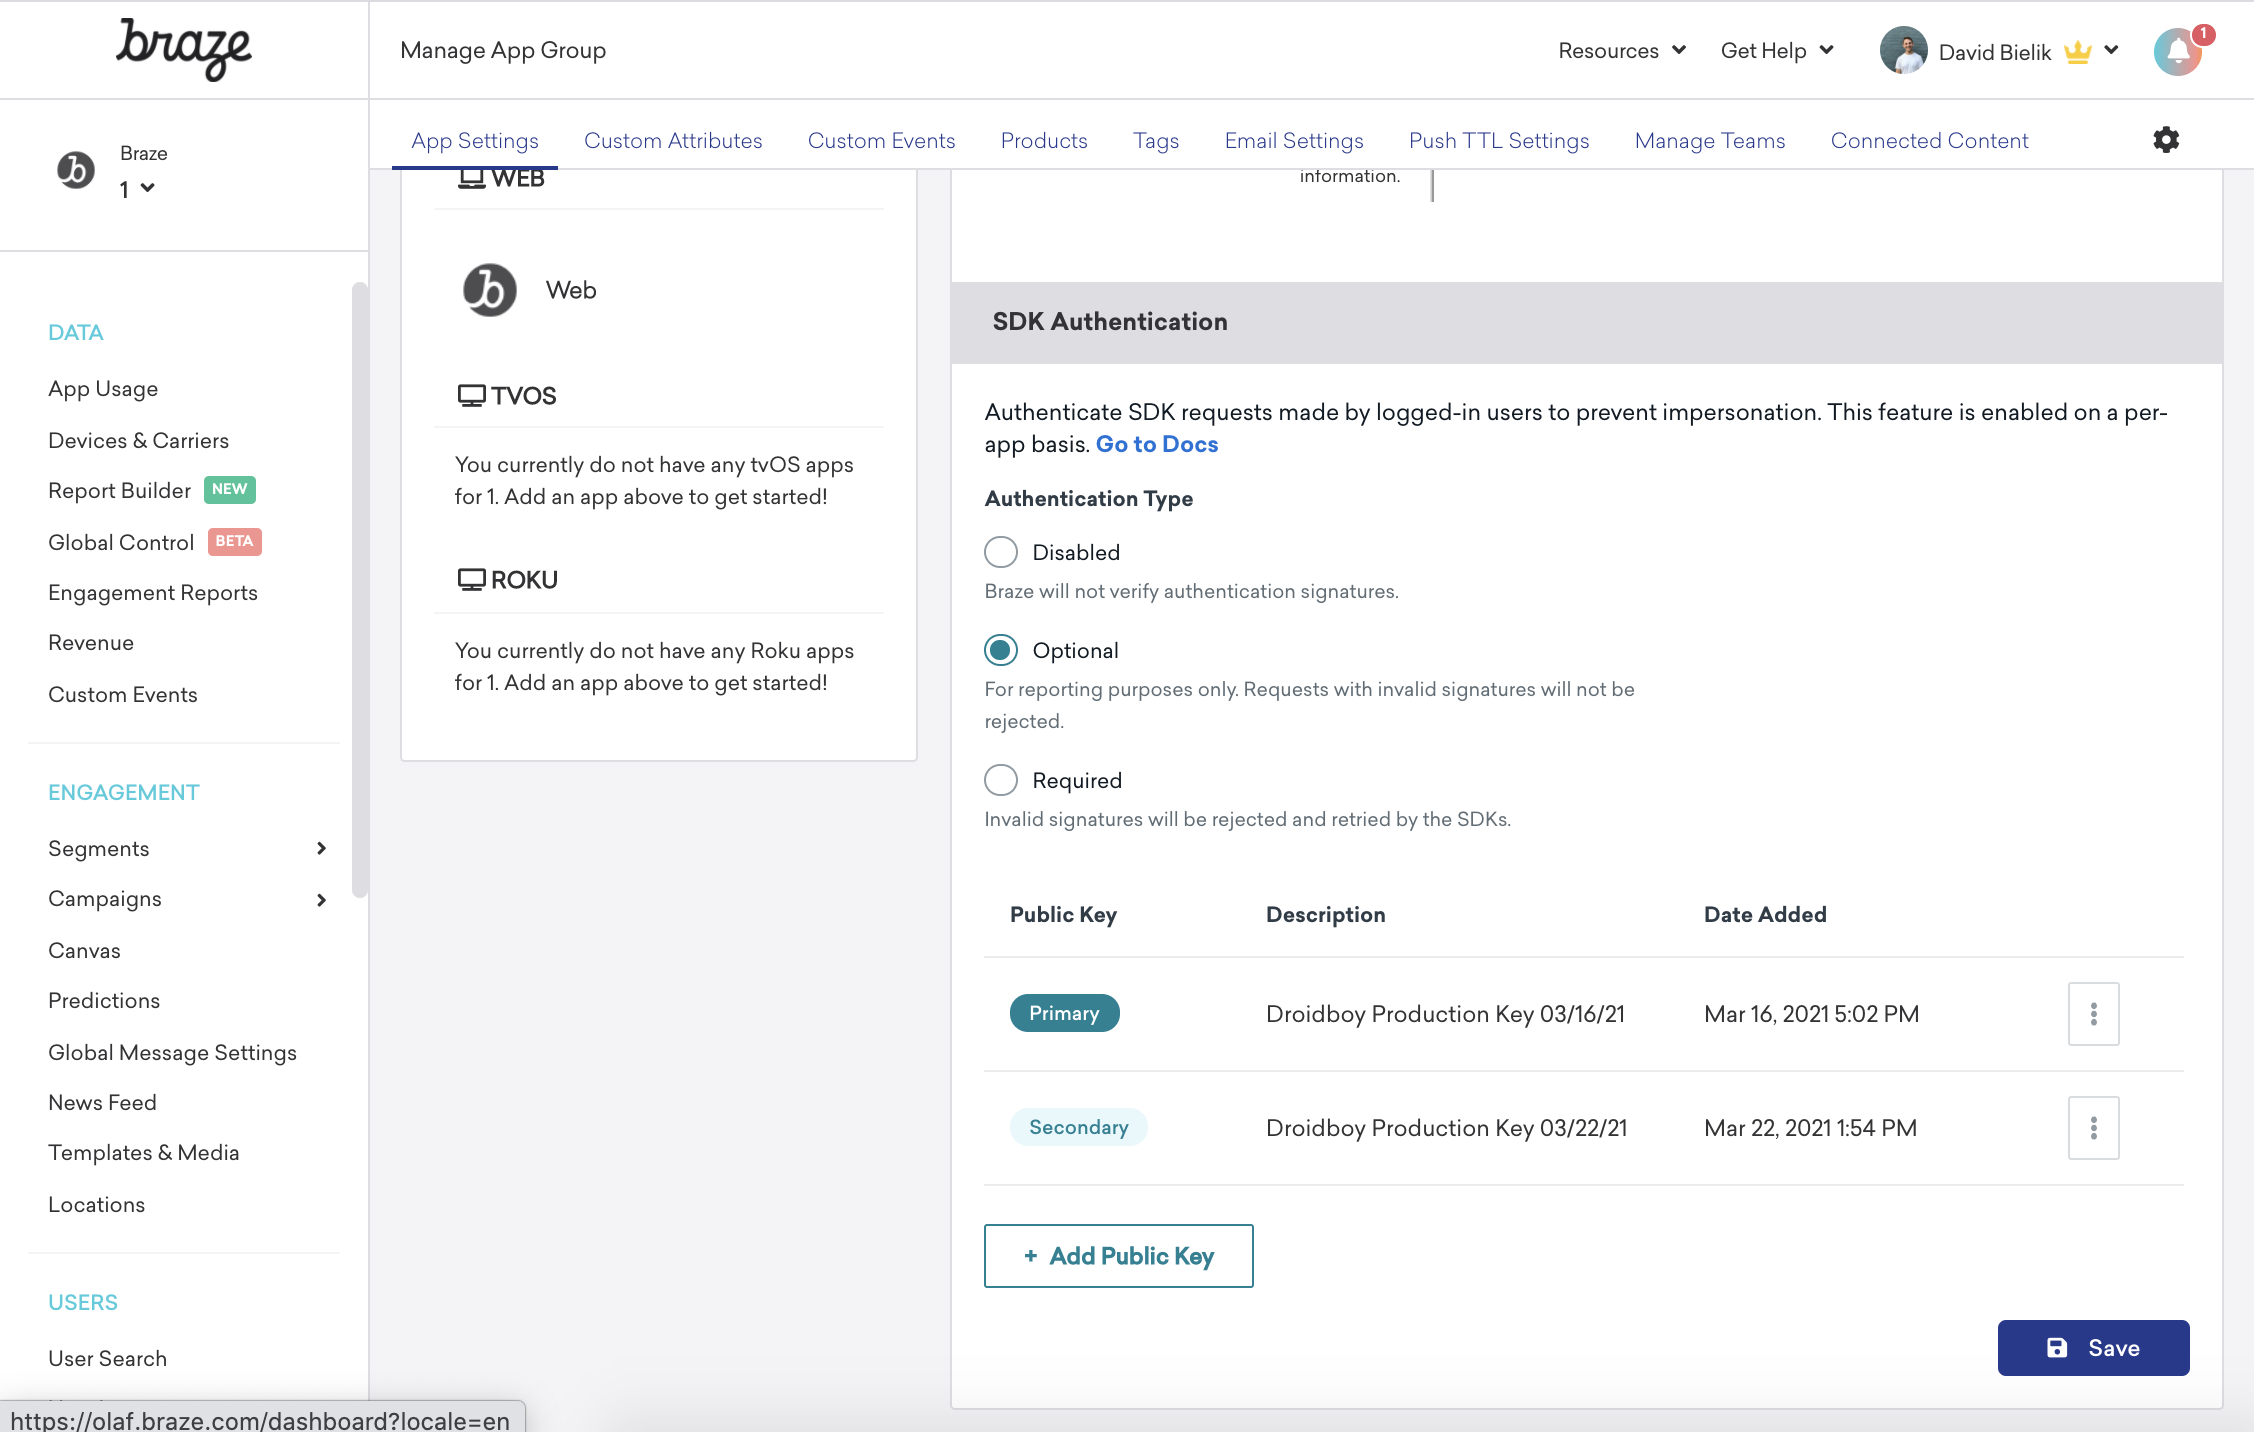 braze
Manage App Group
Resources
Get Help
David Bielik
1
Braze
1
App Settings
Custom Attributes
Custom Events
Products
Tags
Email Settings
Push TTL Settings
Manage Teams
Connected Content
DATA
App Usage
Devices & Carriers
Report Builder NEW
Global Control BETA
Engagement Reports
Revenue
Custom Events
ENGAGEMENT
Segments
Campaigns
Canvas
Predictions
Global Message Settings
News Feed
Templates & Media
Locations
USERS
User Search
https://olaf.braze.com/dashboard?locale=en
WEB
Web
TVOS
You currently do not have any tvOS apps
for 1. Add an app above to get started!
ROKU
You currently do not have any Roku apps
for 1. Add an app above to get started!
information.
SDK Authentication
Authenticate SDK requests made by logged-in users to prevent impersonation. This feature is enabled on a per-
app basis. Go to Docs
Authentication Type
Disabled
Braze will not verify authentication signatures.
Optional
For reporting purposes only. Requests with invalid signatures will not be
rejected.
Required
Invalid signatures will be rejected and retried by the SDKs.
Public Key Description Date Added
Primary Droidboy Production Key 03/16/21 Mar 16, 2021 5:02 PM
Secondary Droidboy Production Key 03/22/21 Mar 22, 2021 1:54 PM
+ Add Public Key
Save